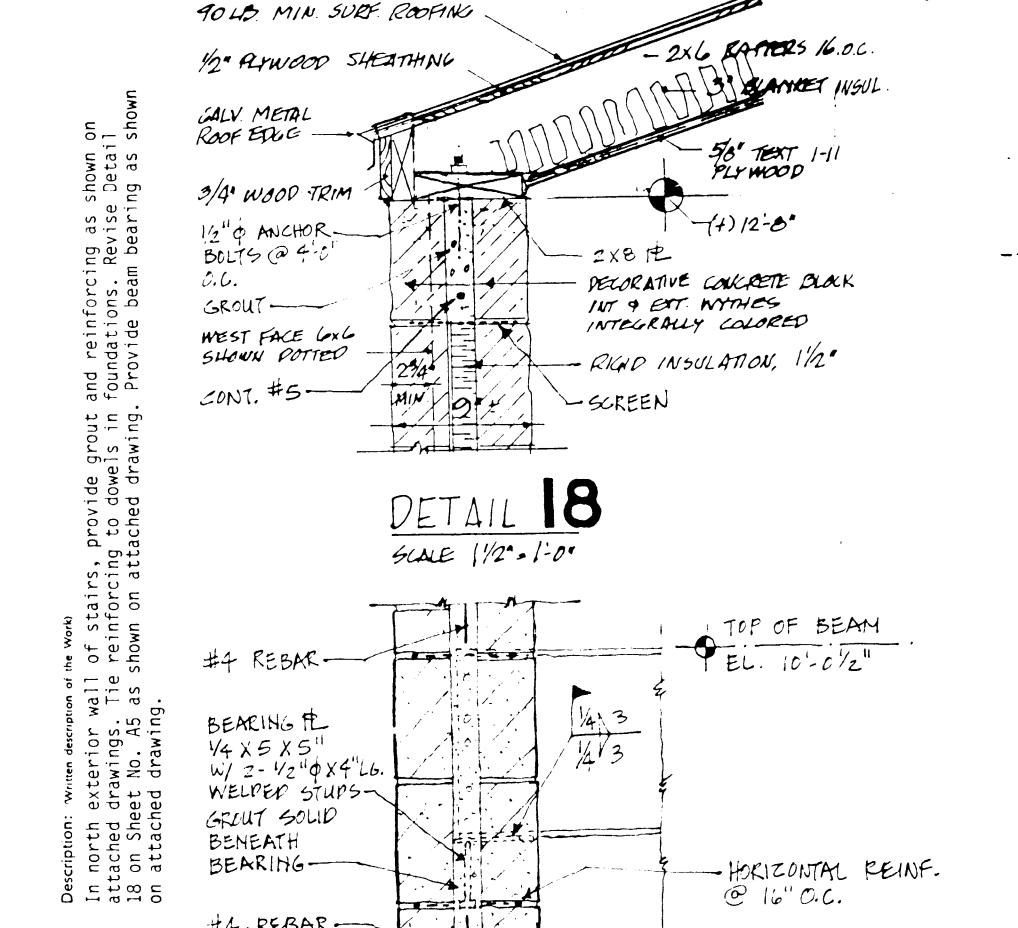 90 LB. MIN. SURF. ROOFING
1/2" PLYWOOD SHEATHING
GALV. METAL
ROOF EDGE
3/4" WOOD TRIM
1/2" φ ANCHOR
BOLTS @ 4'-0"
O.C.
GROUT
WEST FACE 6x6
SHOWN DOTTED
CONT. #5
2x6 RAFTERS 16. O.C.
3" BLANKET INSUL.
5/8" TEXT 1-11
PLYWOOD
(+) 12'-8"
2x8 PL
DECORATIVE CONCRETE BLOCK
INT & EXT. WYTHES
INTEGRALLY COLORED
RIGID INSULATION, 1 1/2"
SCREEN
2 3/4"
MIN
DETAIL 18
SCALE 1 1/2" = 1'-0"
#4 REBAR
TOP OF BEAM
EL. 10'-0 1/2"
BEARING PL
1/4 X 5 X 5"
W/ 2- 1/2" φ X 4" LG.
WELDED STUDS
GROUT SOLID
BENEATH
BEARING
1/4 3
1/4 3
HORIZONTAL REINF.
@ 16" O.C.
#4 REBAR
Description: (Written description of the Work)
In north exterior wall of stairs, provide grout and reinforcing as shown on
attached drawings. Tie reinforcing to dowels in foundations. Revise Detail
18 on Sheet No. A5 as shown on attached drawing. Provide beam bearing as shown
on attached drawing.